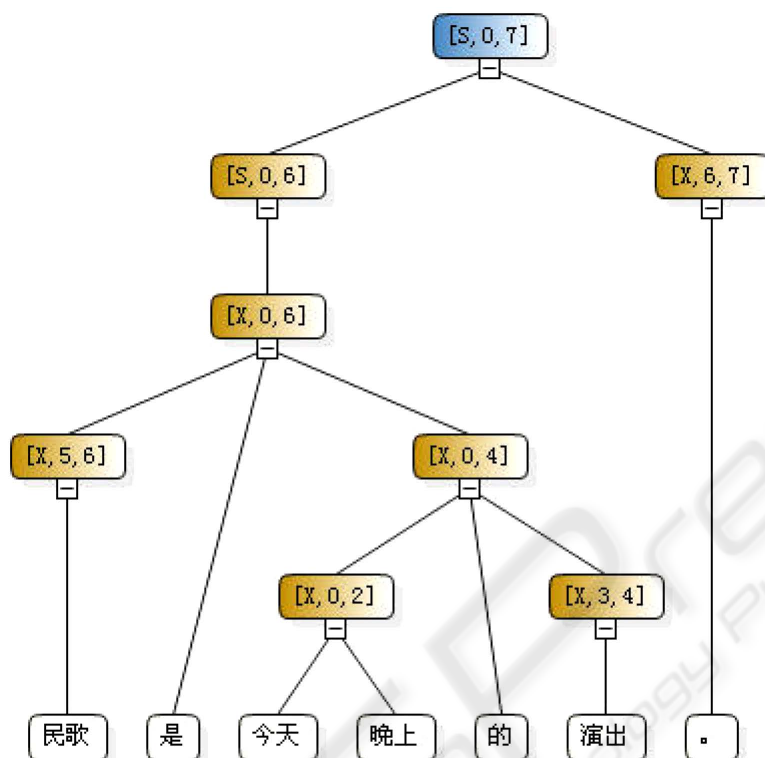 [S,0,7]
[S,0,6] [X,6,7]
[X,0,6]
[X,5,6] [X,0,4]
[X,0,2] [X,3,4]
民歌 是 今天 晚上 的 演出 。